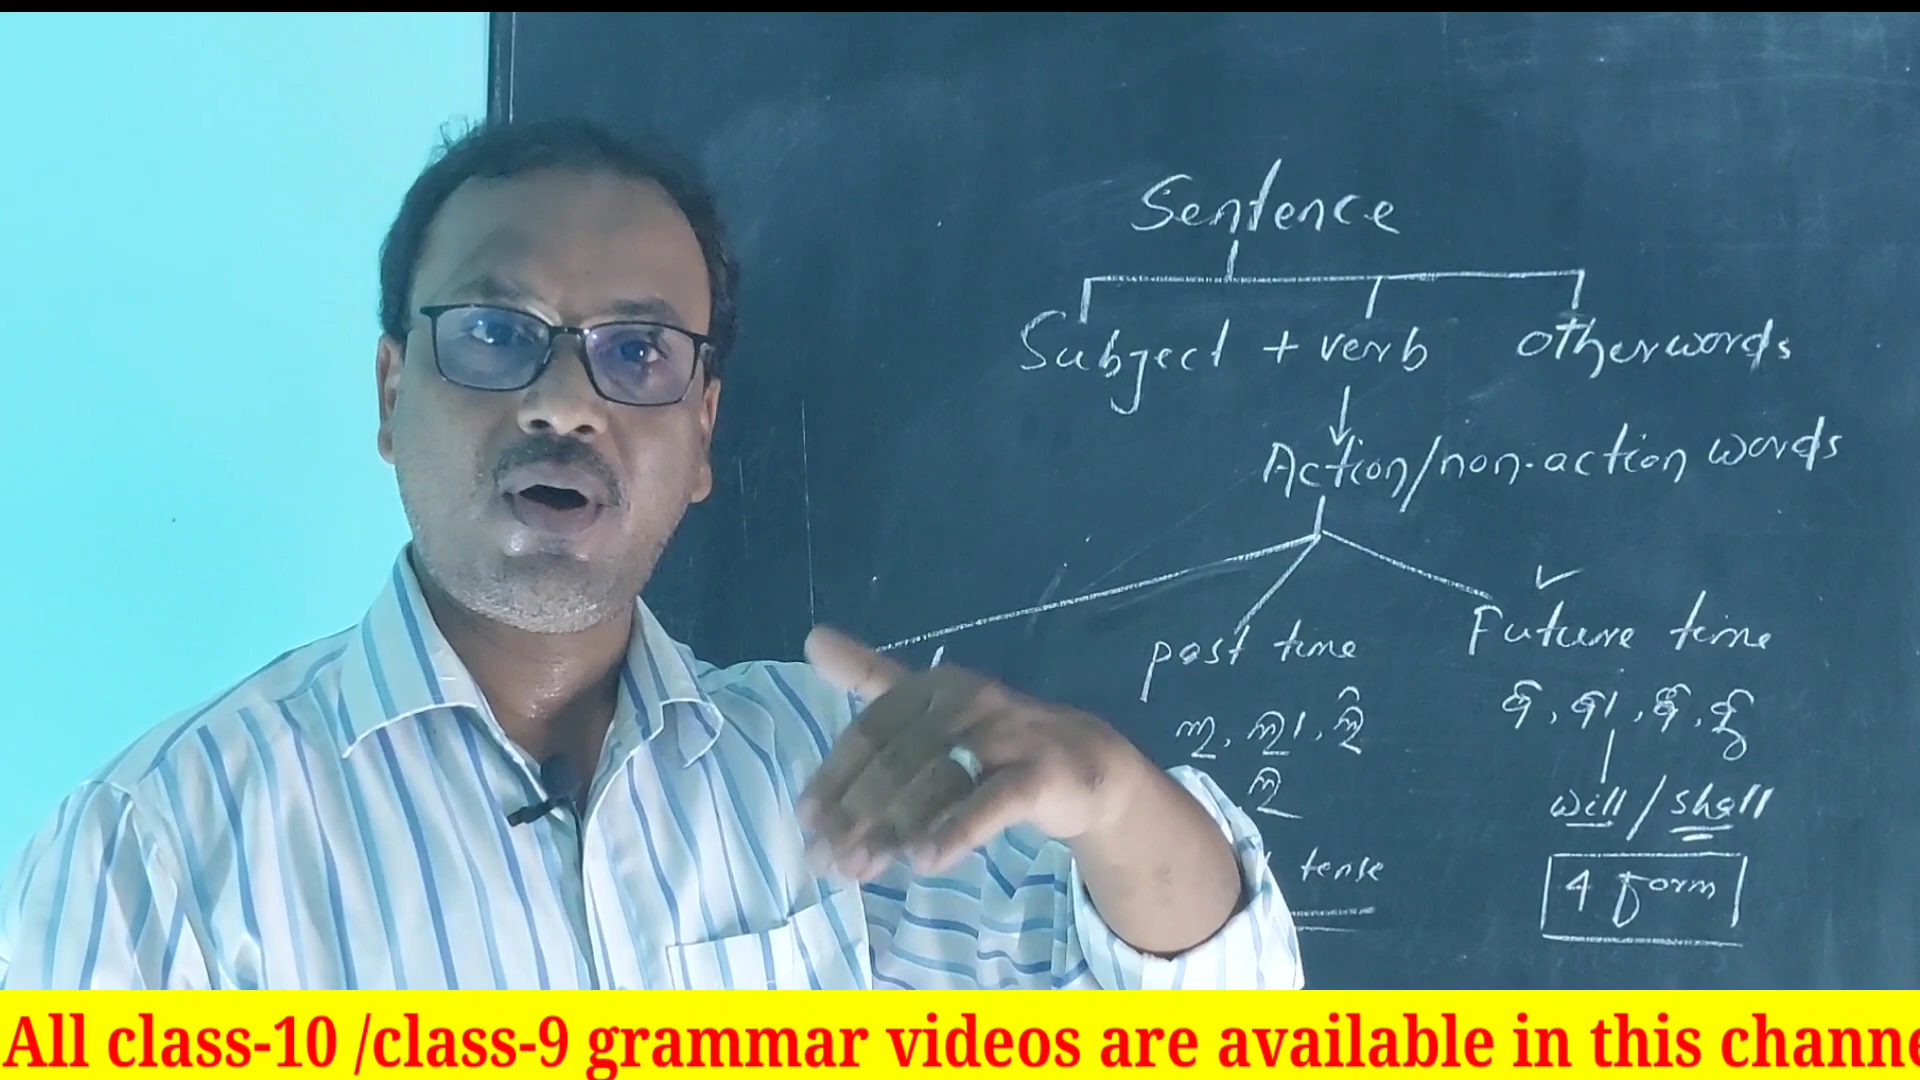 Sentence
Subject + verb otherwords
Action/non-action words
past time Future time
will/shall
tense
4 form
All class-10 /class-9 grammar videos are available in this channe